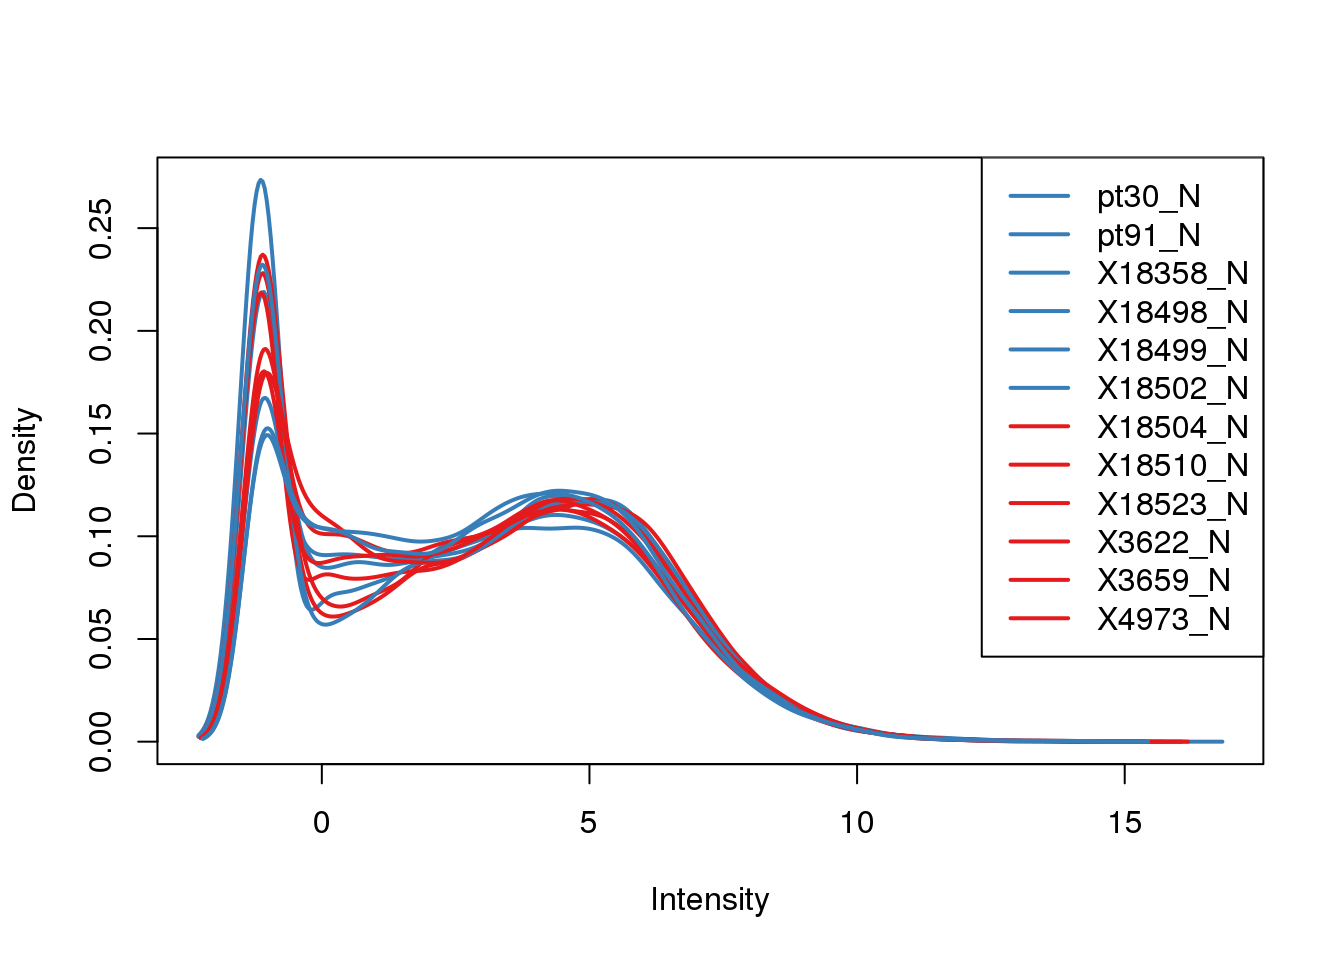 pt30_N
pt91_N
X18358_N
X18498_N
X18499_N
X18502_N
X18504_N
X18510_N
X18523_N
X3622_N
X3659_N
X4973_N
Density
0.25
0.20
0.15
0.10
0.05
0.00
0 5 10 15
Intensity